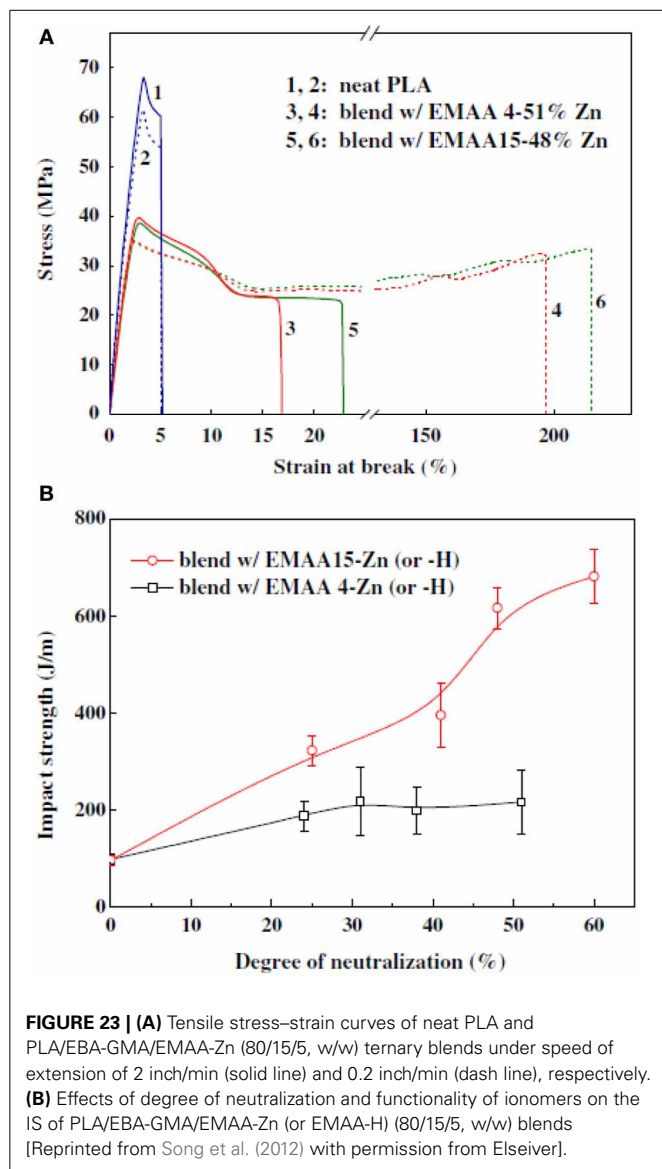 A
70
60
50
40
30
20
10
0
Stress (MPa)
1, 2: neat PLA
3, 4: blend w/ EMAA 4-51% Zn
5, 6: blend w/ EMAA15-48% Zn
1
2
3
5
4
6
0 5 10 15 20 150 200
Strain at break (%)
B
800
600
400
200
0
Impact strength (J/m)
blend w/ EMAA15-Zn (or -H)
blend w/ EMAA 4-Zn (or -H)
0 10 20 30 40 50 60
Degree of neutralization (%)
FIGURE 23 | (A) Tensile stress–strain curves of neat PLA and
PLA/EBA-GMA/EMAA-Zn (80/15/5, w/w) ternary blends under speed of
extension of 2 inch/min (solid line) and 0.2 inch/min (dash line), respectively.
(B) Effects of degree of neutralization and functionality of ionomers on the
IS of PLA/EBA-GMA/EMAA-Zn (or EMAA-H) (80/15/5, w/w) blends
[Reprinted from Song et al. (2012) with permission from Elseiver].